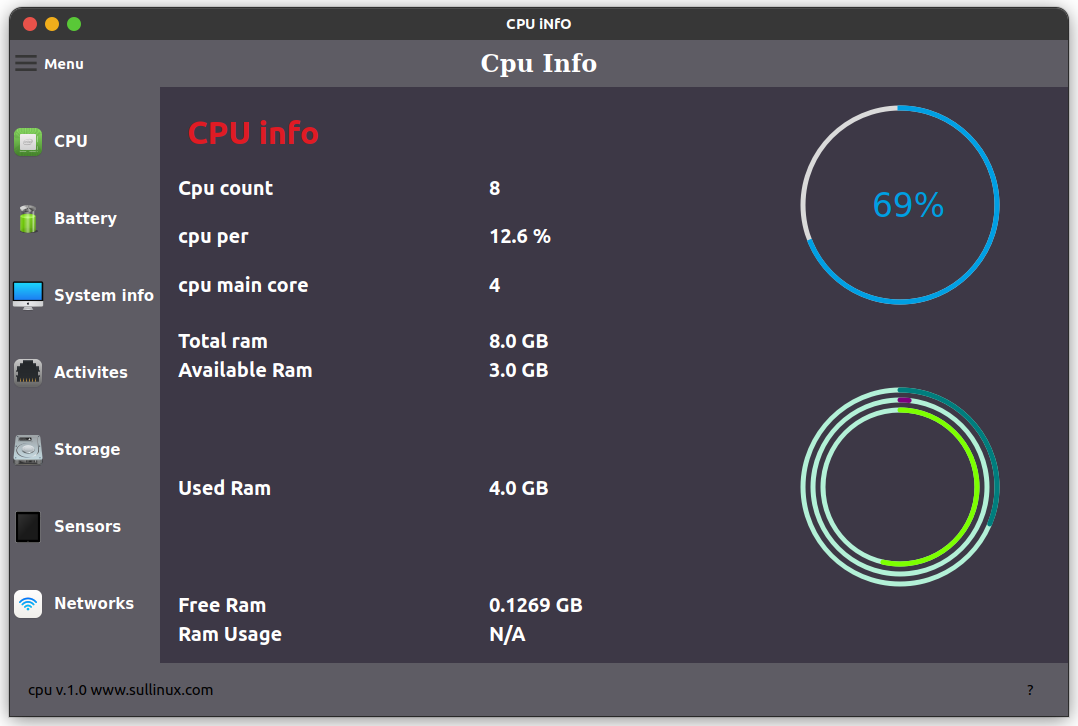 CPU iNfO
Menu
Cpu Info
CPU
Battery
System info
Activites
Storage
Sensors
Networks
CPU info
Cpu count 8
cpu per 12.6 %
cpu main core 4
Total ram 8.0 GB
Available Ram 3.0 GB
Used Ram 4.0 GB
Free Ram 0.1269 GB
Ram Usage N/A
69%
cpu v.1.0 www.sullinux.com
?